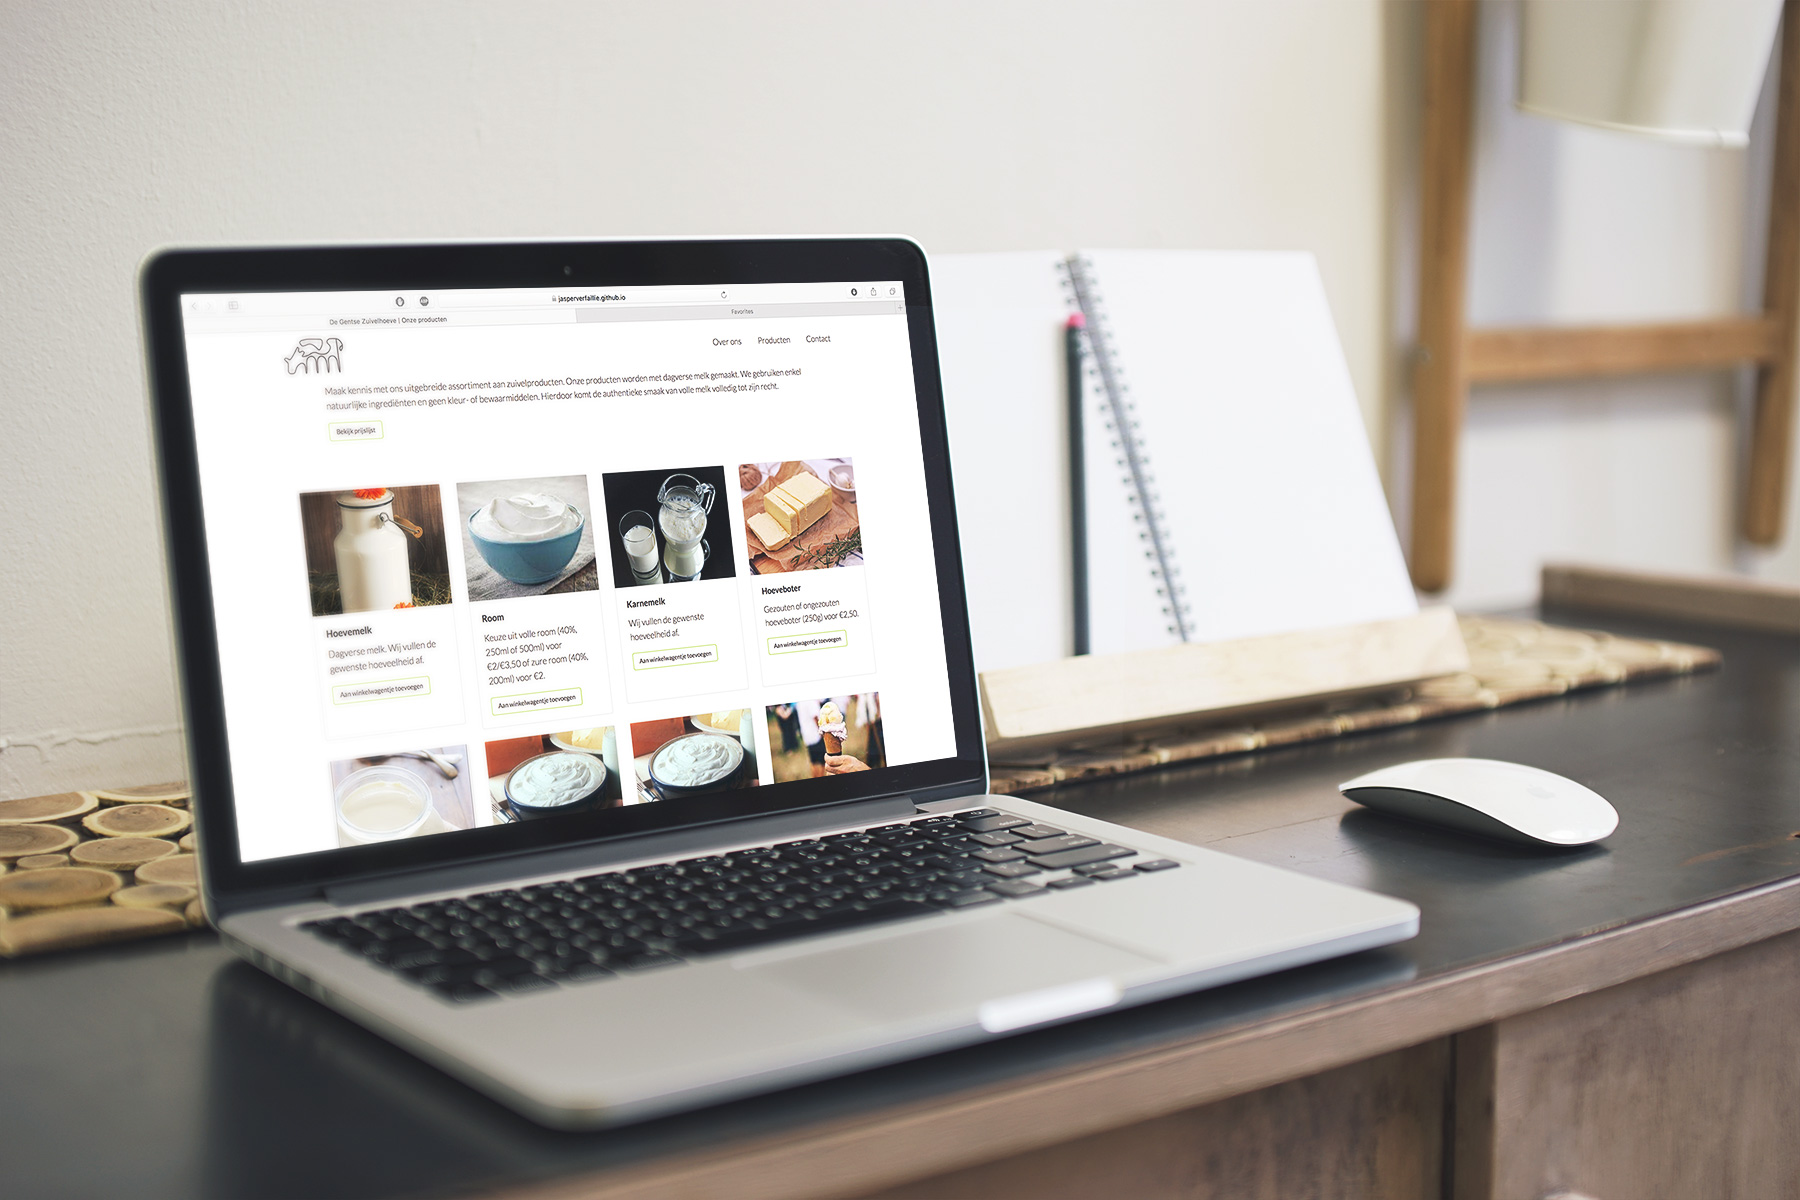 jasperverfaillie.github.io
De Gentse Zuivelhoeve | Onze producten
Favorites
Over ons
Producten
Contact
Maak kennis met ons uitgebreide assortiment aan zuivelproducten. Onze producten worden met dagverse melk gemaakt. We gebruiken enkel
natuurlijke ingrediënten en geen kleur- of bewaarmiddelen. Hierdoor komt de authentieke smaak van volle melk volledig tot zijn recht.
Bekijk prijslijst
Hoevemelk
Dagverse melk. Wij vullen de
gewenste hoeveelheid af.
Aan winkelwagentje toevoegen
Room
Keuze uit volle room (40%,
250ml of 500ml) voor
€2/€3,50 of zure room (40%,
200ml) voor €2.
Aan winkelwagentje toevoegen
Karnemelk
Wij vullen de gewenste
hoeveelheid af.
Aan winkelwagentje toevoegen
Hoeveboter
Gezouten of ongezouten
hoeveboter (250g) voor €2,50.
Aan winkelwagentje toevoegen